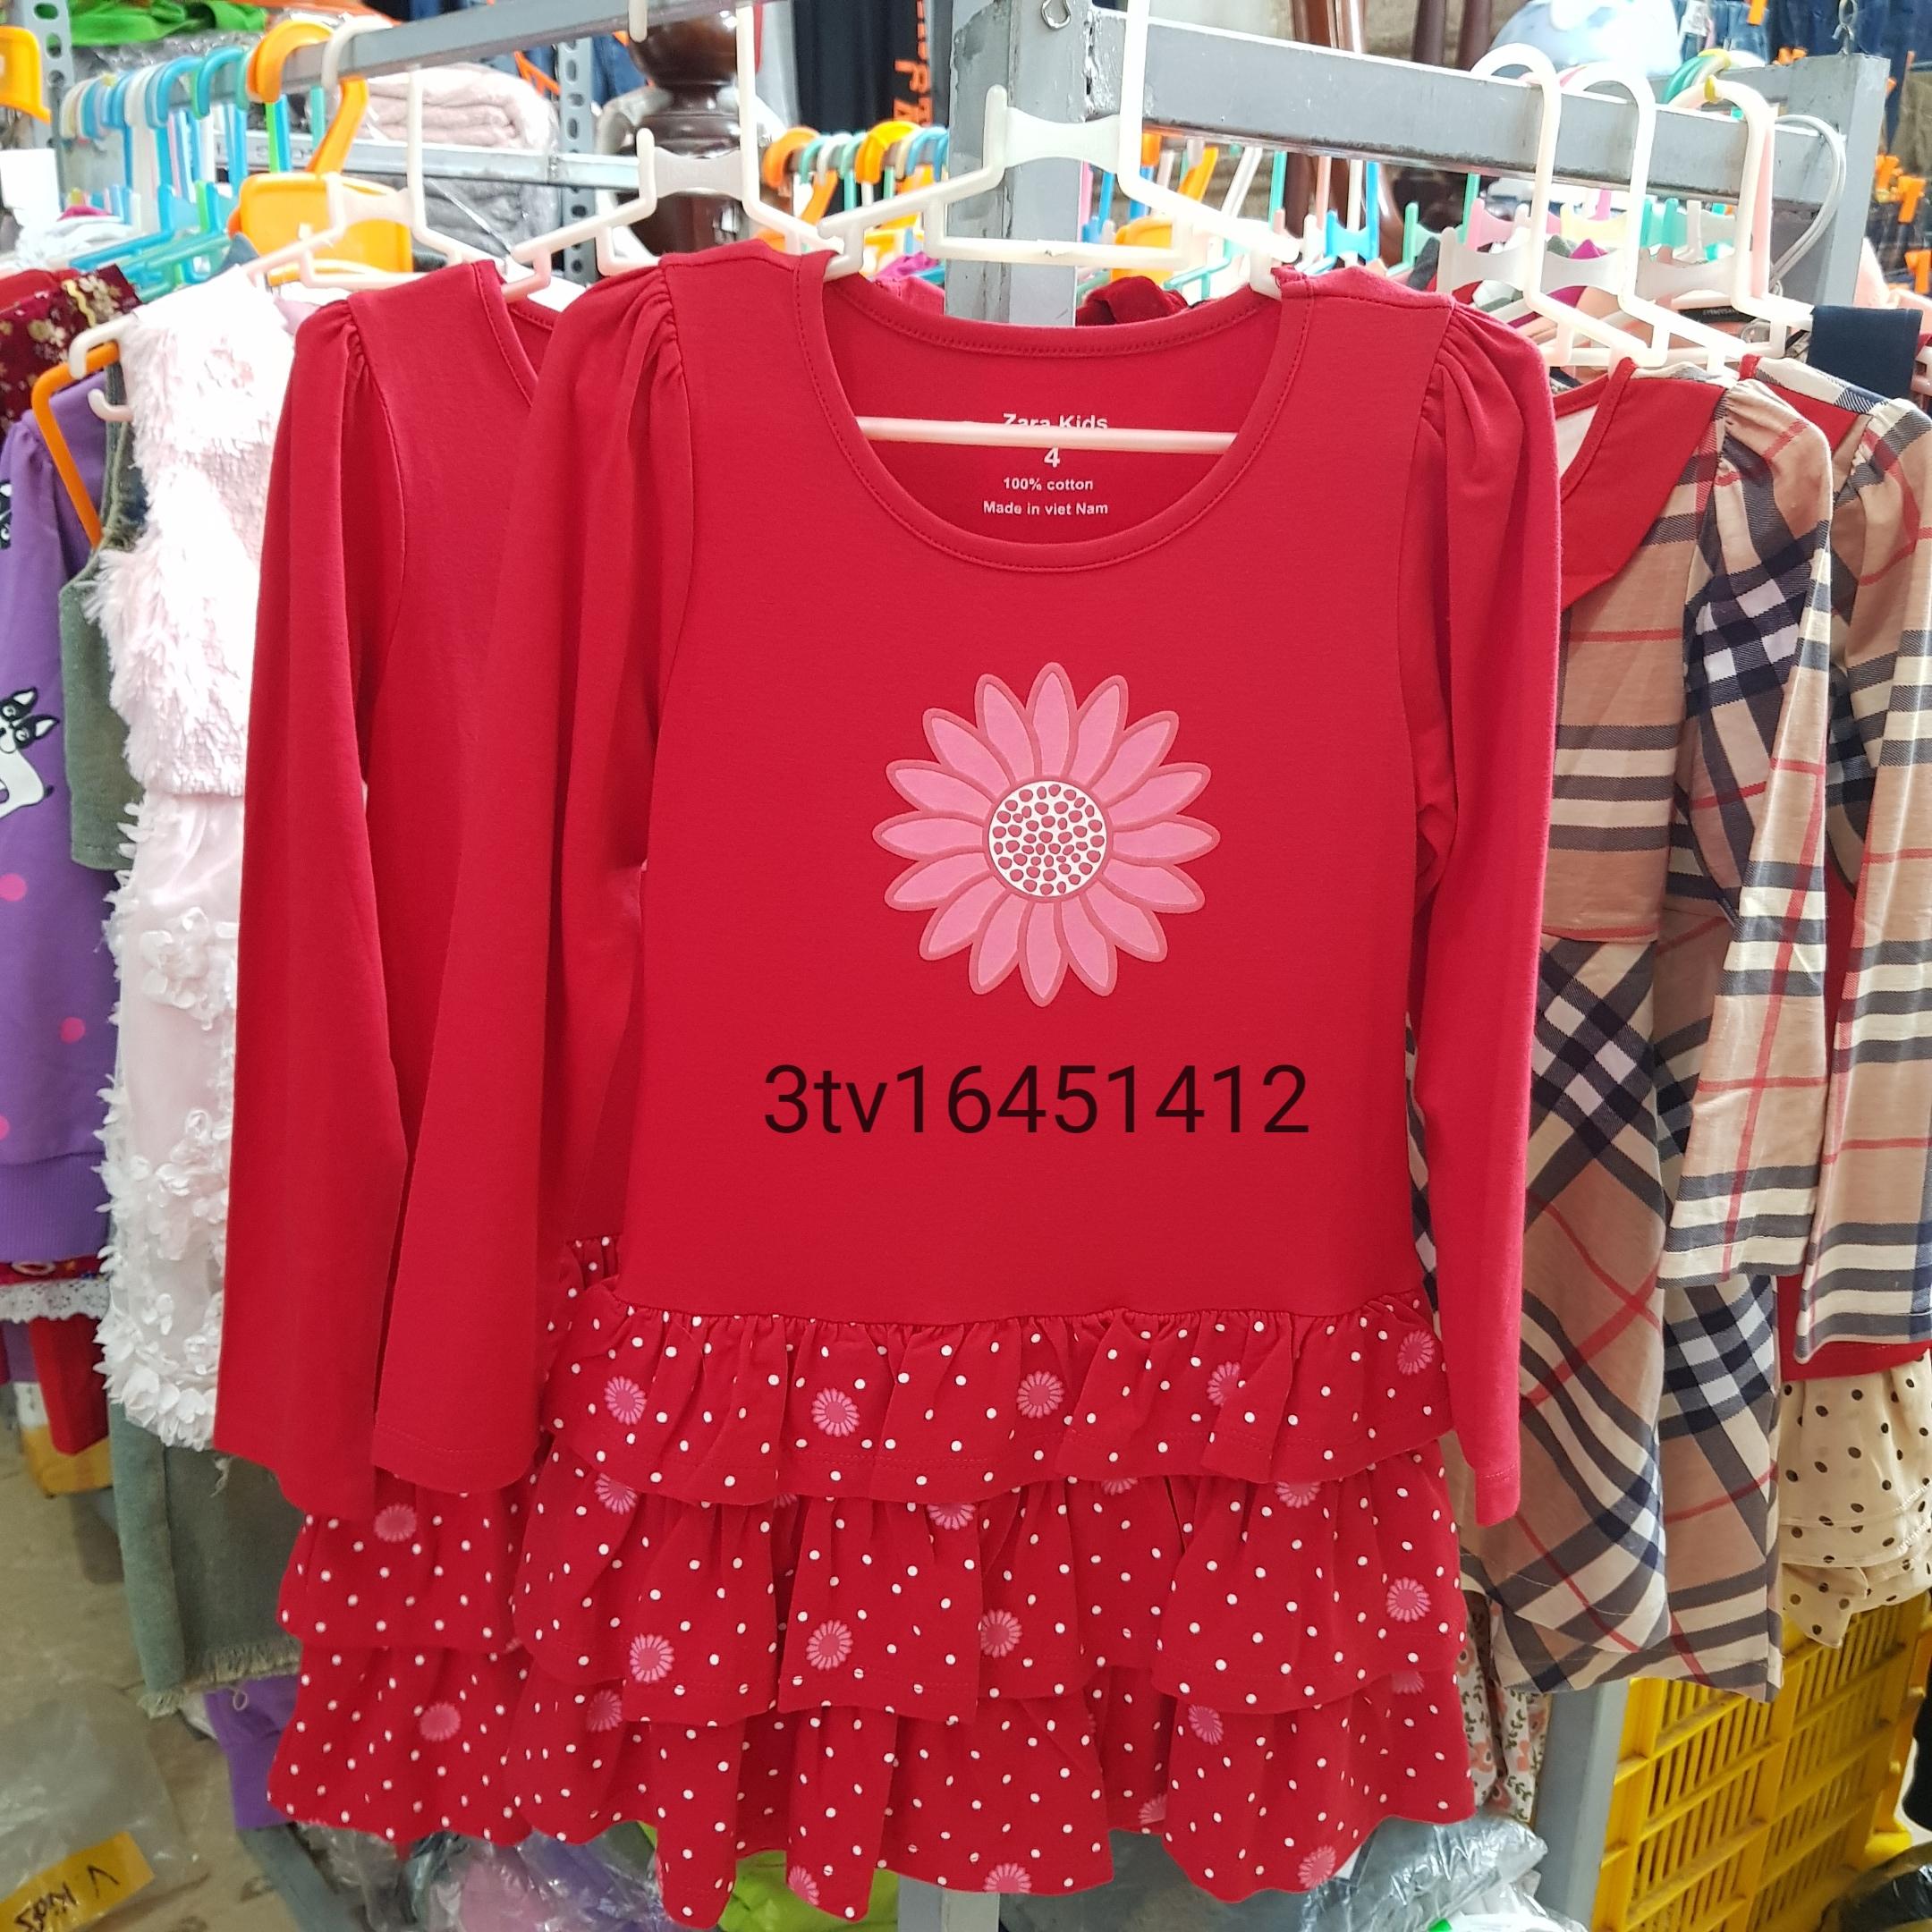 Zara Kids
4
100% cotton
Made in viet Nam
3tv16451412